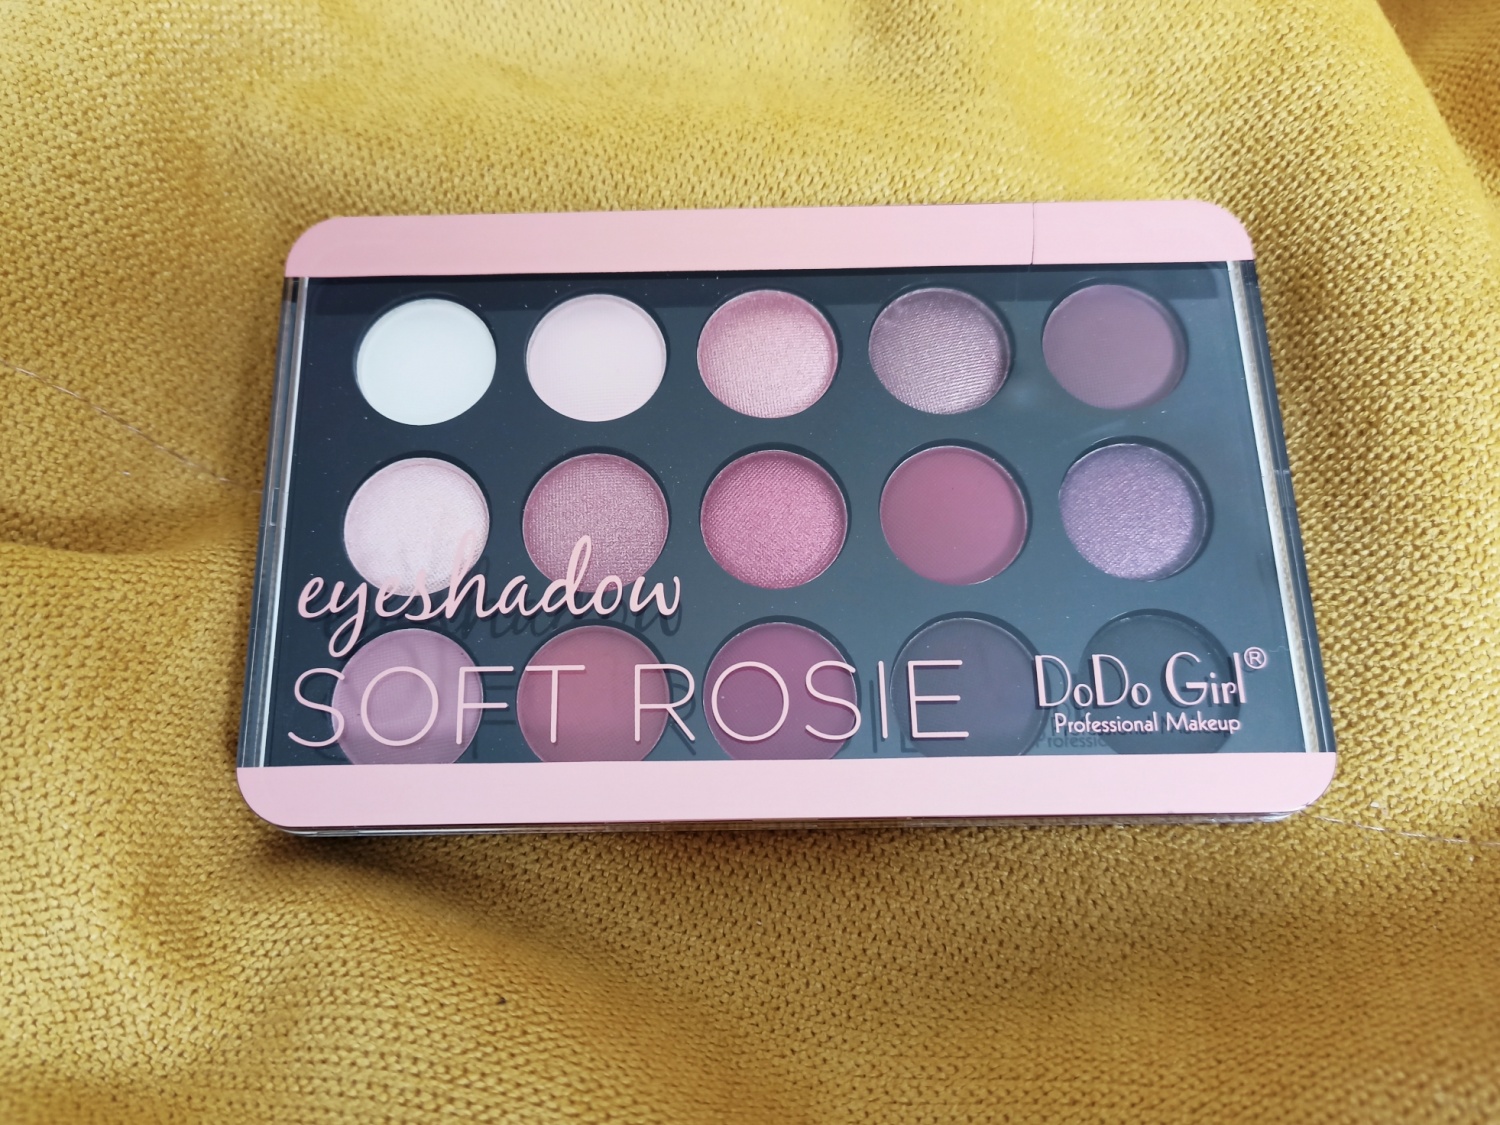 eyeshadow
SOFT ROSIE
DoDo Girl®
Professional Makeup